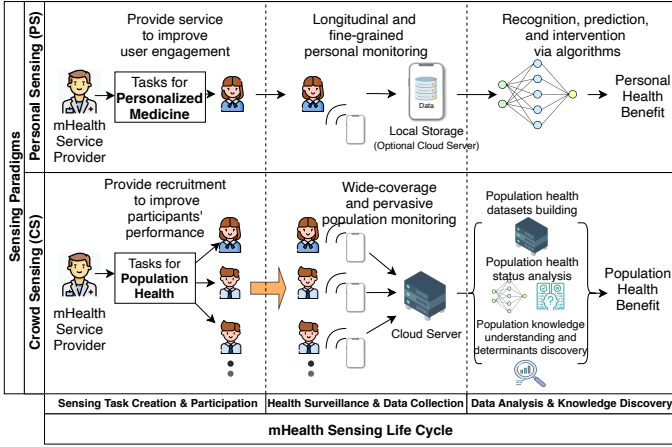 Sensing Paradigms
Personal Sensing (PS)
Provide service
to improve
user engagement
mHealth
Service
Provider
Tasks for
Personalized
Medicine
Longitudinal and
fine-grained
personal monitoring
Data
Local Storage
(Optional Cloud Server)
Recognition, prediction,
and intervention
via algorithms
Personal
Health
Benefit
Crowd Sensing (CS)
Provide recruitment
to improve
participants'
performance
mHealth
Service
Provider
Tasks for
Population
Health
Wide-coverage
and pervasive
population monitoring
Cloud Server
Population health
datasets building
Population health
status analysis
Population knowledge
understanding and
determinants discovery
Population
Health
Benefit
Sensing Task Creation & Participation
Health Surveillance & Data Collection
Data Analysis & Knowledge Discovery
mHealth Sensing Life Cycle